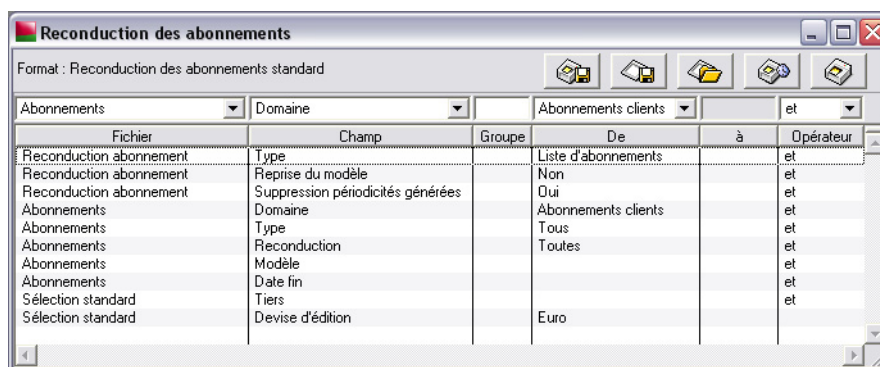 Reconduction des abonnements
Format : Reconduction des abonnements standard
Abonnements Domaine Abonnements clients et
Fichier Champ Groupe De à Opérateur
Reconduction abonnement Type Liste d'abonnements et
Reconduction abonnement Reprise du modèle Non et
Reconduction abonnement Suppression périodicités générées Oui et
Abonnements Domaine Abonnements clients et
Abonnements Type Tous et
Abonnements Reconduction Toutes et
Abonnements Modèle et
Abonnements Date fin et
Sélection standard Tiers et
Sélection standard Devise d'édition Euro